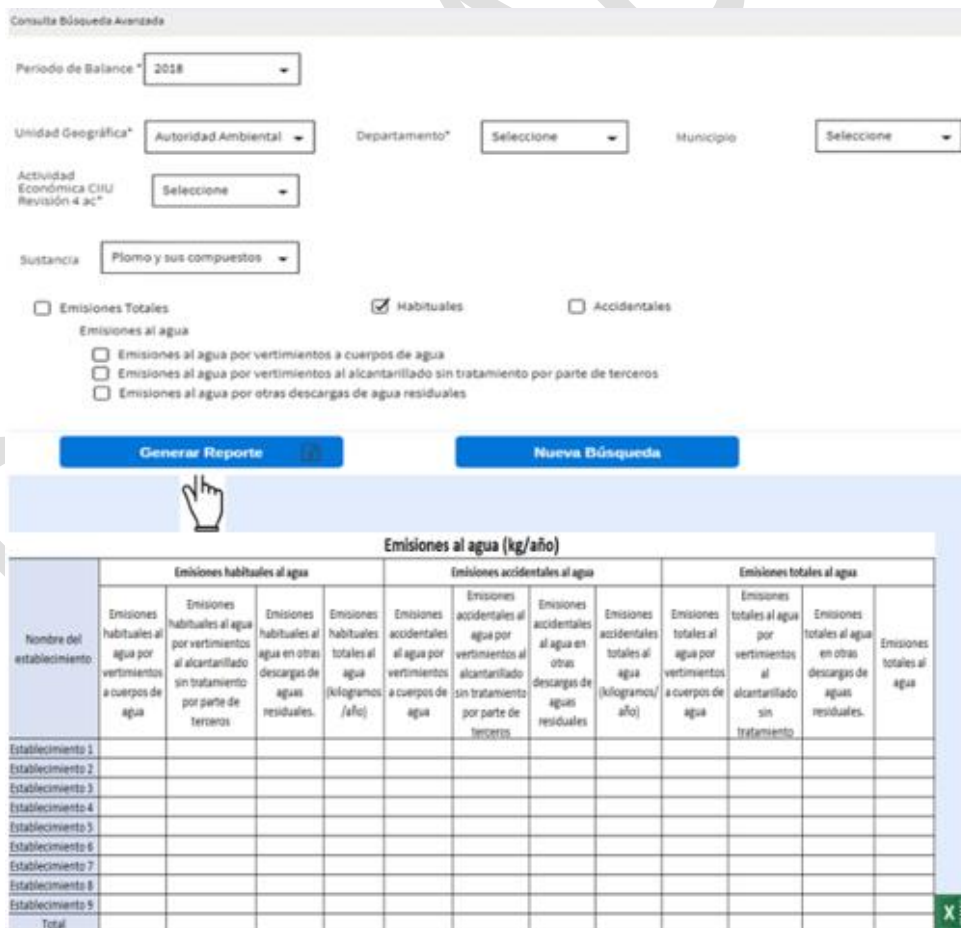 Consulta Búsqueda Avanzada
Periodo de Balance * 2018
Unidad Geográfica* Autoridad Ambiental Departamento* Seleccione Municipio Seleccione
Actividad
Económica CIIU
Revisión 4 ac*
Seleccione
Sustancia Plomo y sus compuestos
Emisiones Totales Habituales Accidentales
Emisiones al agua
Emisiones al agua por vertimientos a cuerpos de agua
Emisiones al agua por vertimientos al alcantarillado sin tratamiento por parte de terceros
Emisiones al agua por otras descargas de agua residuales
Generar Reporte Nueva Búsqueda
Emisiones al agua (kg/año)
Nombre del
establecimiento
Emisiones habituales al agua
Emisiones accidentales al agua
Emisiones totales al agua
Emisiones
habituales al
agua por
vertimientos
a cuerpos de
agua
Emisiones
habituales al agua
por vertimientos
al alcantarillado
sin tratamiento
por parte de
terceros
Emisiones
habituales al
agua en otras
descargas de
aguas
residuales.
Emisiones
habituales
totales al
agua
(kilogramos
/año)
Emisiones
accidentales
al agua por
vertimientos
a cuerpos de
agua
Emisiones
accidentales al
agua por
vertimientos al
alcantarillado
sin tratamiento
por parte de
terceros
Emisiones
accidentales
al agua en
otras
descargas de
aguas
residuales
Emisiones
accidentales
totales al
agua
(kilogramos/
año)
Emisiones
totales al
agua por
vertimientos
a cuerpos de
agua
Emisiones
totales al agua
por
vertimientos
al
alcantarillado
sin
tratamiento
Emisiones
totales al agua
en otras
descargas de
aguas
residuales.
Emisiones
totales al
agua
Establecimiento 1
Establecimiento 2
Establecimiento 3
Establecimiento 4
Establecimiento 5
Establecimiento 6
Establecimiento 7
Establecimiento 8
Establecimiento 9
Total
X